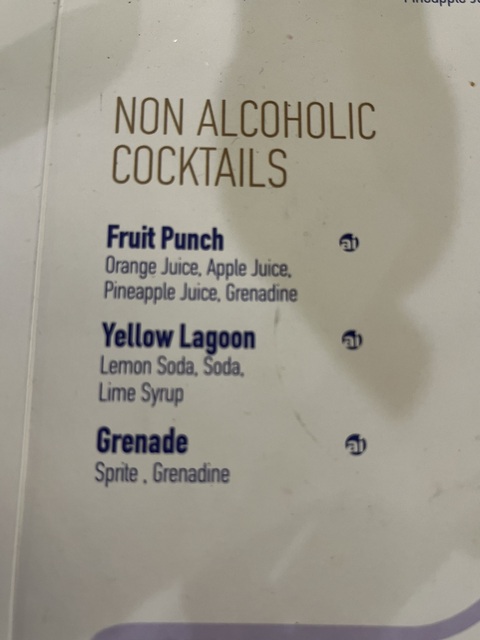 NON ALCOHOLIC
COCKTAILS
Fruit Punch
Orange Juice, Apple Juice,
Pineapple Juice, Grenadine
Yellow Lagoon
Lemon Soda, Soda,
Lime Syrup
Grenade
Sprite , Grenadine